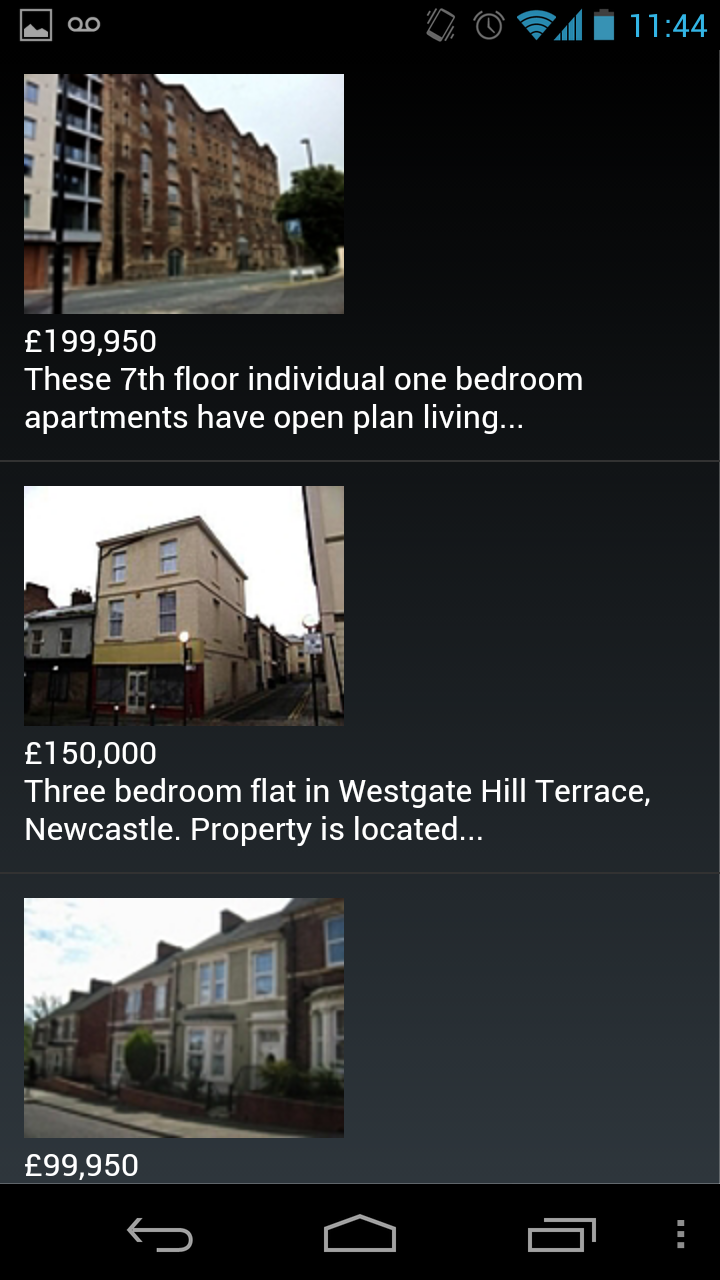 11:44
£199,950
These 7th floor individual one bedroom
apartments have open plan living...
£150,000
Three bedroom flat in Westgate Hill Terrace,
Newcastle. Property is located...
£99,950